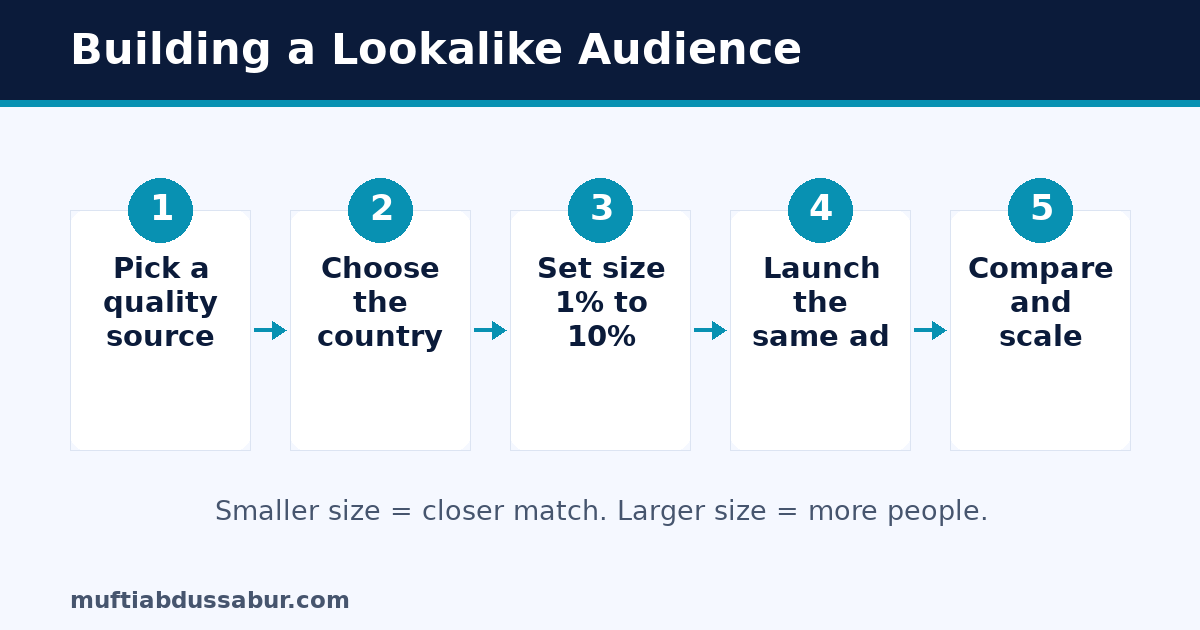 Building a Lookalike Audience
1
Pick a
quality
source
2
Choose
the
country
3
Set size
1% to
10%
4
Launch
the
same ad
5
Compare
and
scale
Smaller size = closer match. Larger size = more people.
muftiabdussabur.com